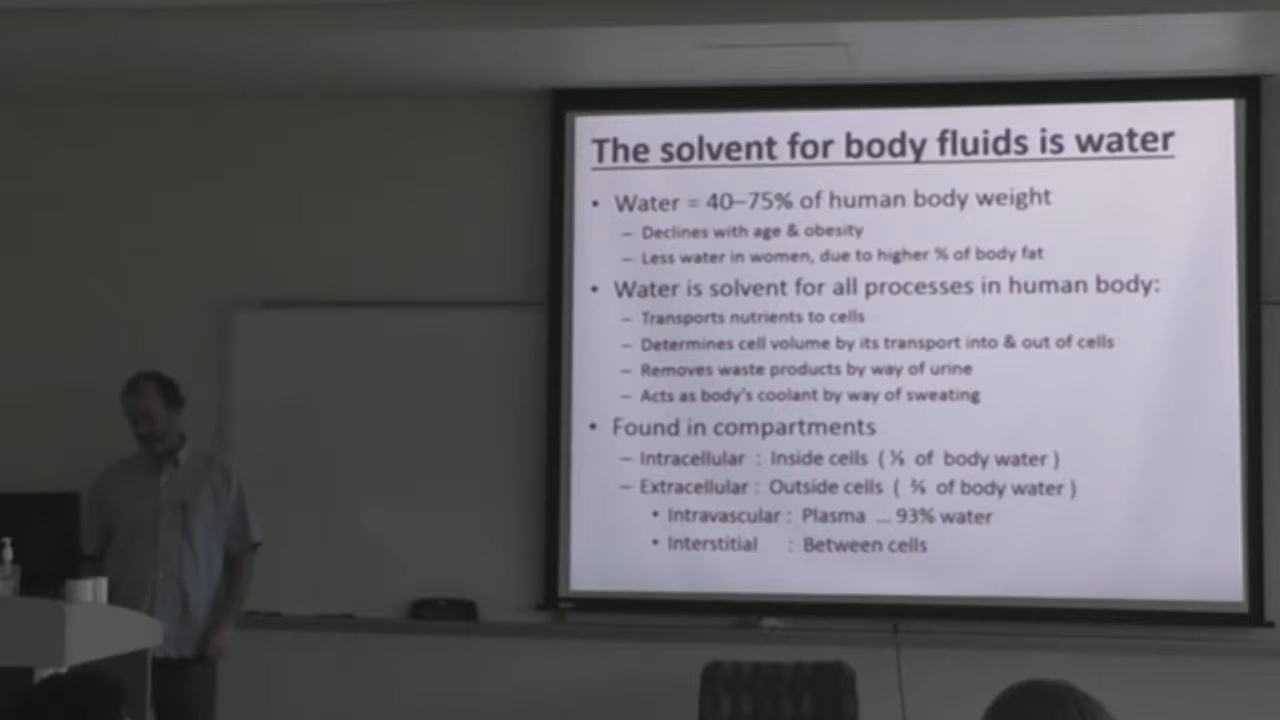 The solvent for body fluids is water
• Water = 40–75% of human body weight
– Declines with age & obesity
– Less water in women, due to higher % of body fat
• Water is solvent for all processes in human body:
– Transports nutrients to cells
– Determines cell volume by its transport into & out of cells
– Removes waste products by way of urine
– Acts as body's coolant by way of sweating
• Found in compartments
– Intracellular : Inside cells ( of body water )
– Extracellular : Outside cells ( of body water )
• Intravascular : Plasma ... 93% water
• Interstitial : Between cells